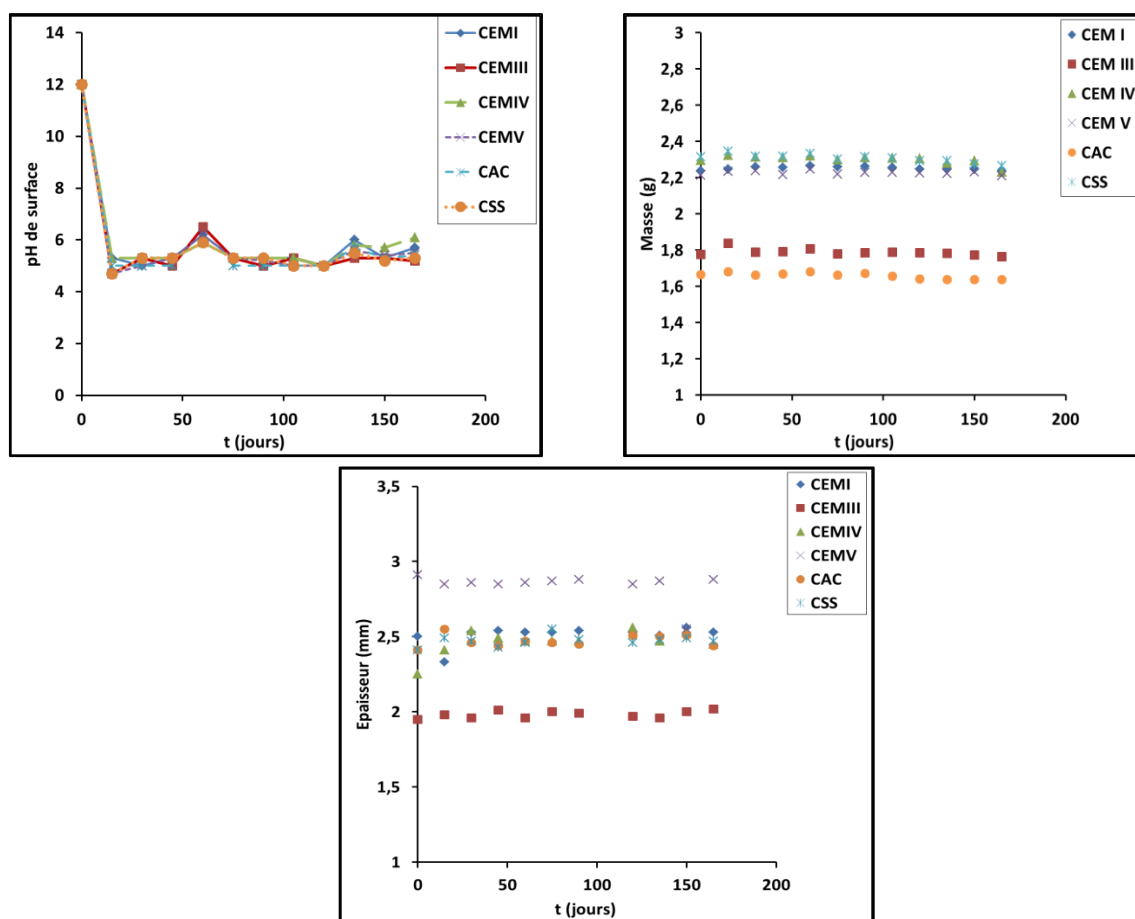 14
12
10
8
6
4
2
0
pH de surface
0 50 100 150 200
t (jours)
CEMI
CEMIII
CEMIV
CEMV
CAC
CSS
3
2,8
2,6
2,4
2,2
2
1,8
1,6
1,4
1,2
1
Masse (g)
0 50 100 150 200
t (jours)
CEM I
CEM III
CEM IV
CEM V
CAC
CSS
3,5
3
2,5
2
1,5
1
Epaisseur (mm)
0 50 100 150 200
t (jours)
CEMI
CEMIII
CEMIV
CEMV
CAC
CSS